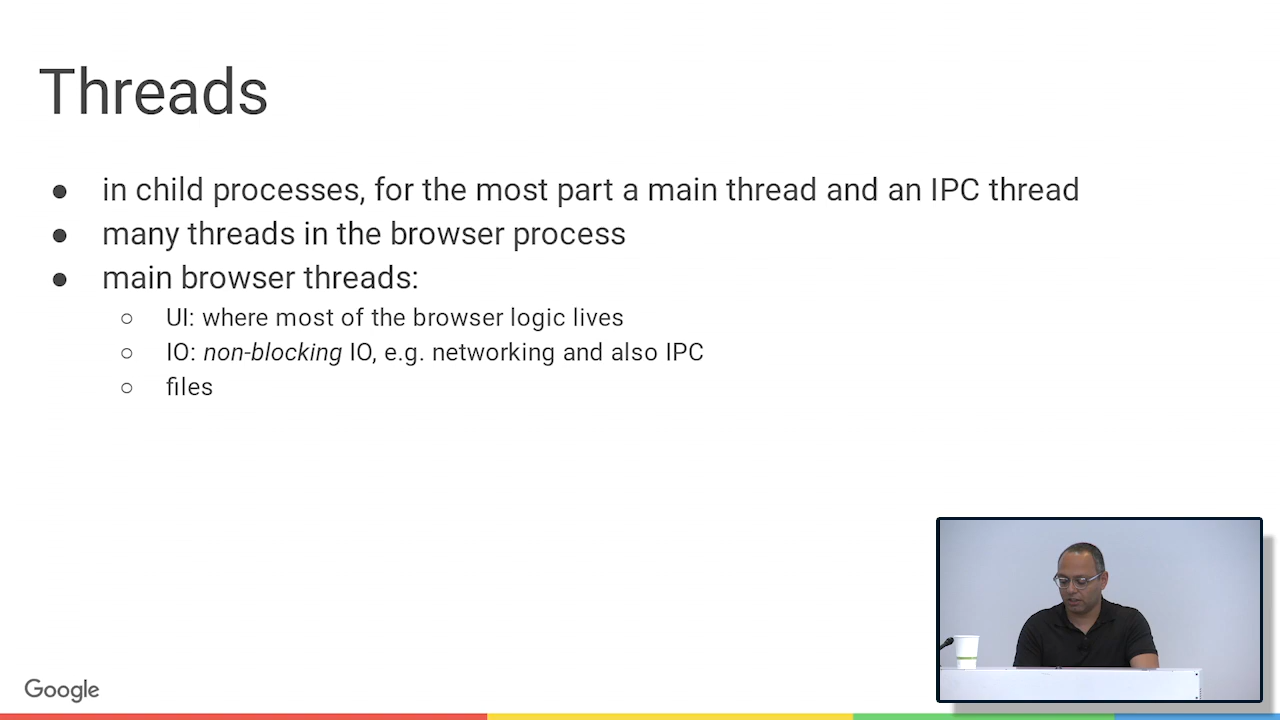 Threads
● in child processes, for the most part a main thread and an IPC thread
● many threads in the browser process
● main browser threads:
○ UI: where most of the browser logic lives
○ IO: non-blocking IO, e.g. networking and also IPC
○ files
Google